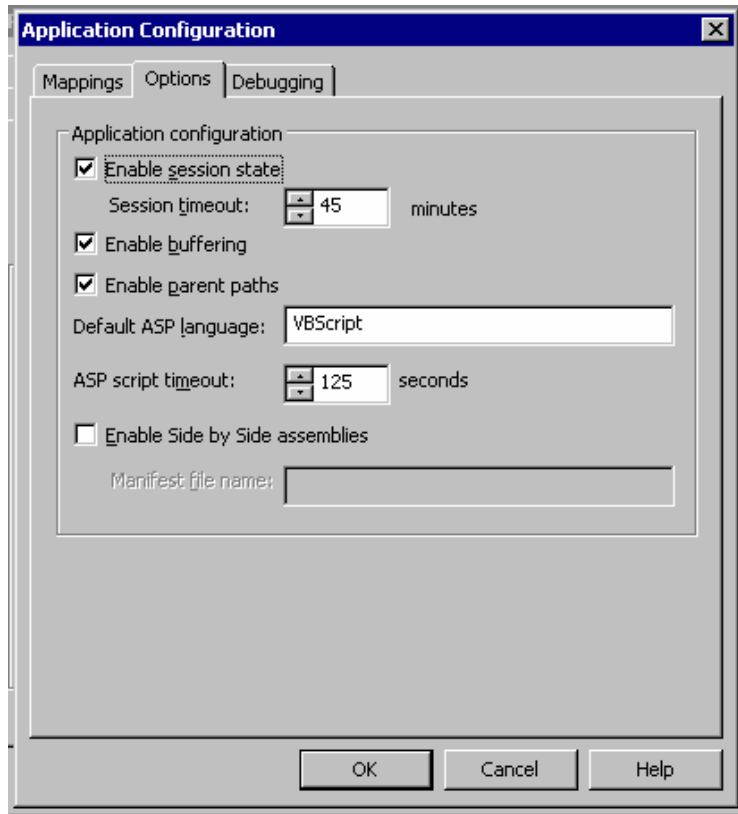 Application Configuration
Mappings Options Debugging
Application configuration
Enable session state
Session timeout: 45 minutes
Enable buffering
Enable parent paths
Default ASP language: VBScript
ASP script timeout: 125 seconds
Enable Side by Side assemblies
Manifest file name:
OK Cancel Help